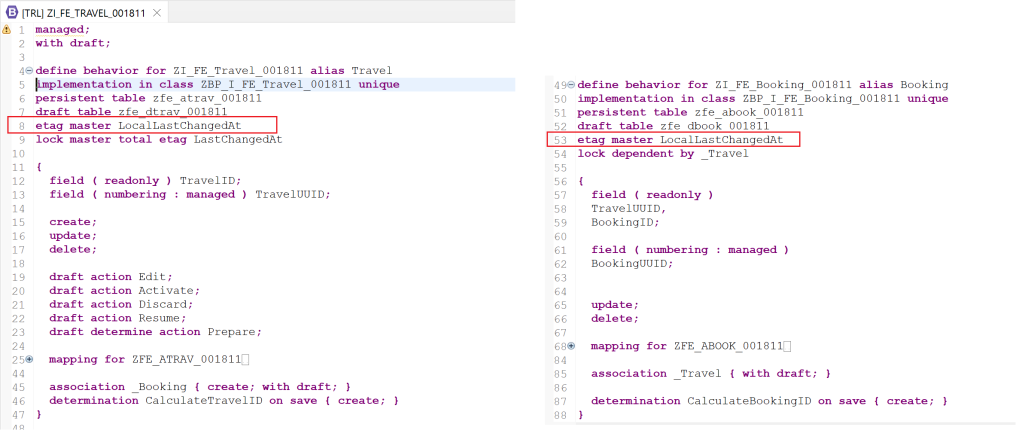 [TRL] ZI_FE_TRAVEL_001811
1 managed;
2 with draft;
3
4 define behavior for ZI_FE_Travel_001811 alias Travel
5 implementation in class ZBP_I_FE_Travel_001811 unique
6 persistent table zfe_atrav_001811
7 draft table zfe_dtrav_001811
8 etag master LocalLastChangedAt
9 lock master total etag LastChangedAt
10
11 {
12 field ( readonly ) TravelID;
13 field ( numbering : managed ) TravelUUID;
14
15 create;
16 update;
17 delete;
18
19 draft action Edit;
20 draft action Activate;
21 draft action Discard;
22 draft action Resume;
23 draft determine action Prepare;
24
25 mapping for ZFE_ATRAV_001811
44
45 association _Booking { create; with draft; }
46 determination CalculateTravelID on save { create; }
47 }
48
49 define behavior for ZI_FE_Booking_001811 alias Booking
50 implementation in class ZBP_I_FE_Booking_001811 unique
51 persistent table zfe_abook_001811
52 draft table zfe_dbook_001811
53 etag master LocalLastChangedAt
54 lock dependent by _Travel
55
56 {
57 field ( readonly )
58 TravelUUID,
59 BookingID;
60
61 field ( numbering : managed )
62 BookingUUID;
63
64
65 update;
66 delete;
67
68 mapping for ZFE_ABOOK_001811
84
85 association _Travel { with draft; }
86
87 determination CalculateBookingID on save { create; }
88 }